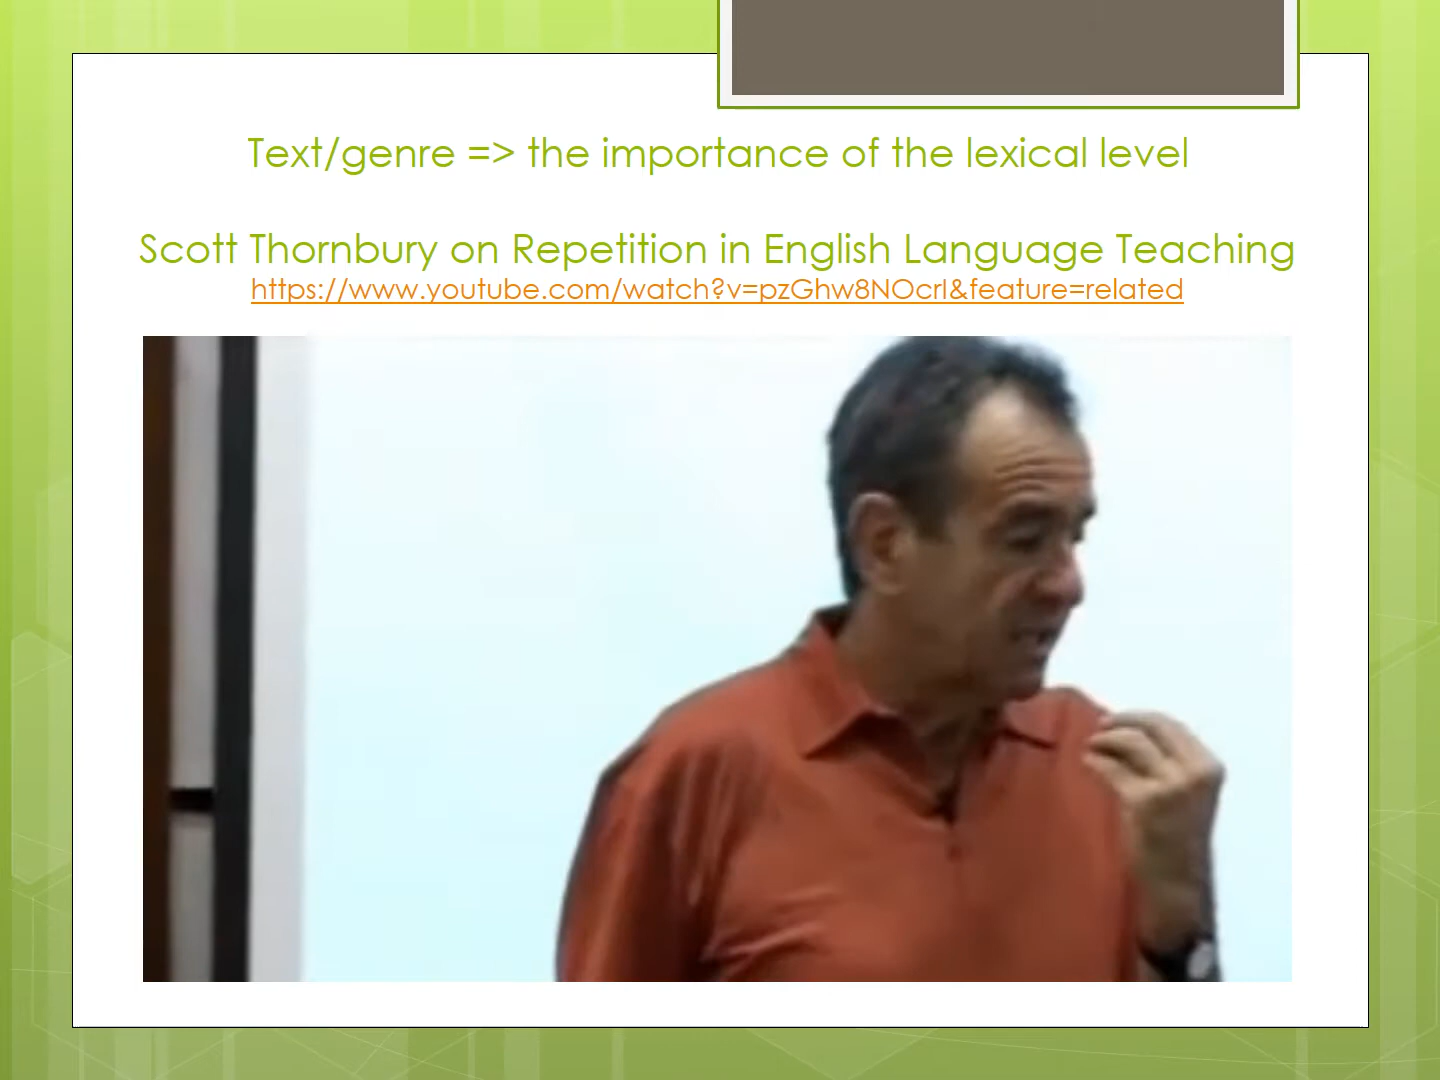 Text/genre => the importance of the lexical level
Scott Thornbury on Repetition in English Language Teaching
https://www.youtube.com/watch?v=pzGhw8NOcrI&feature=related